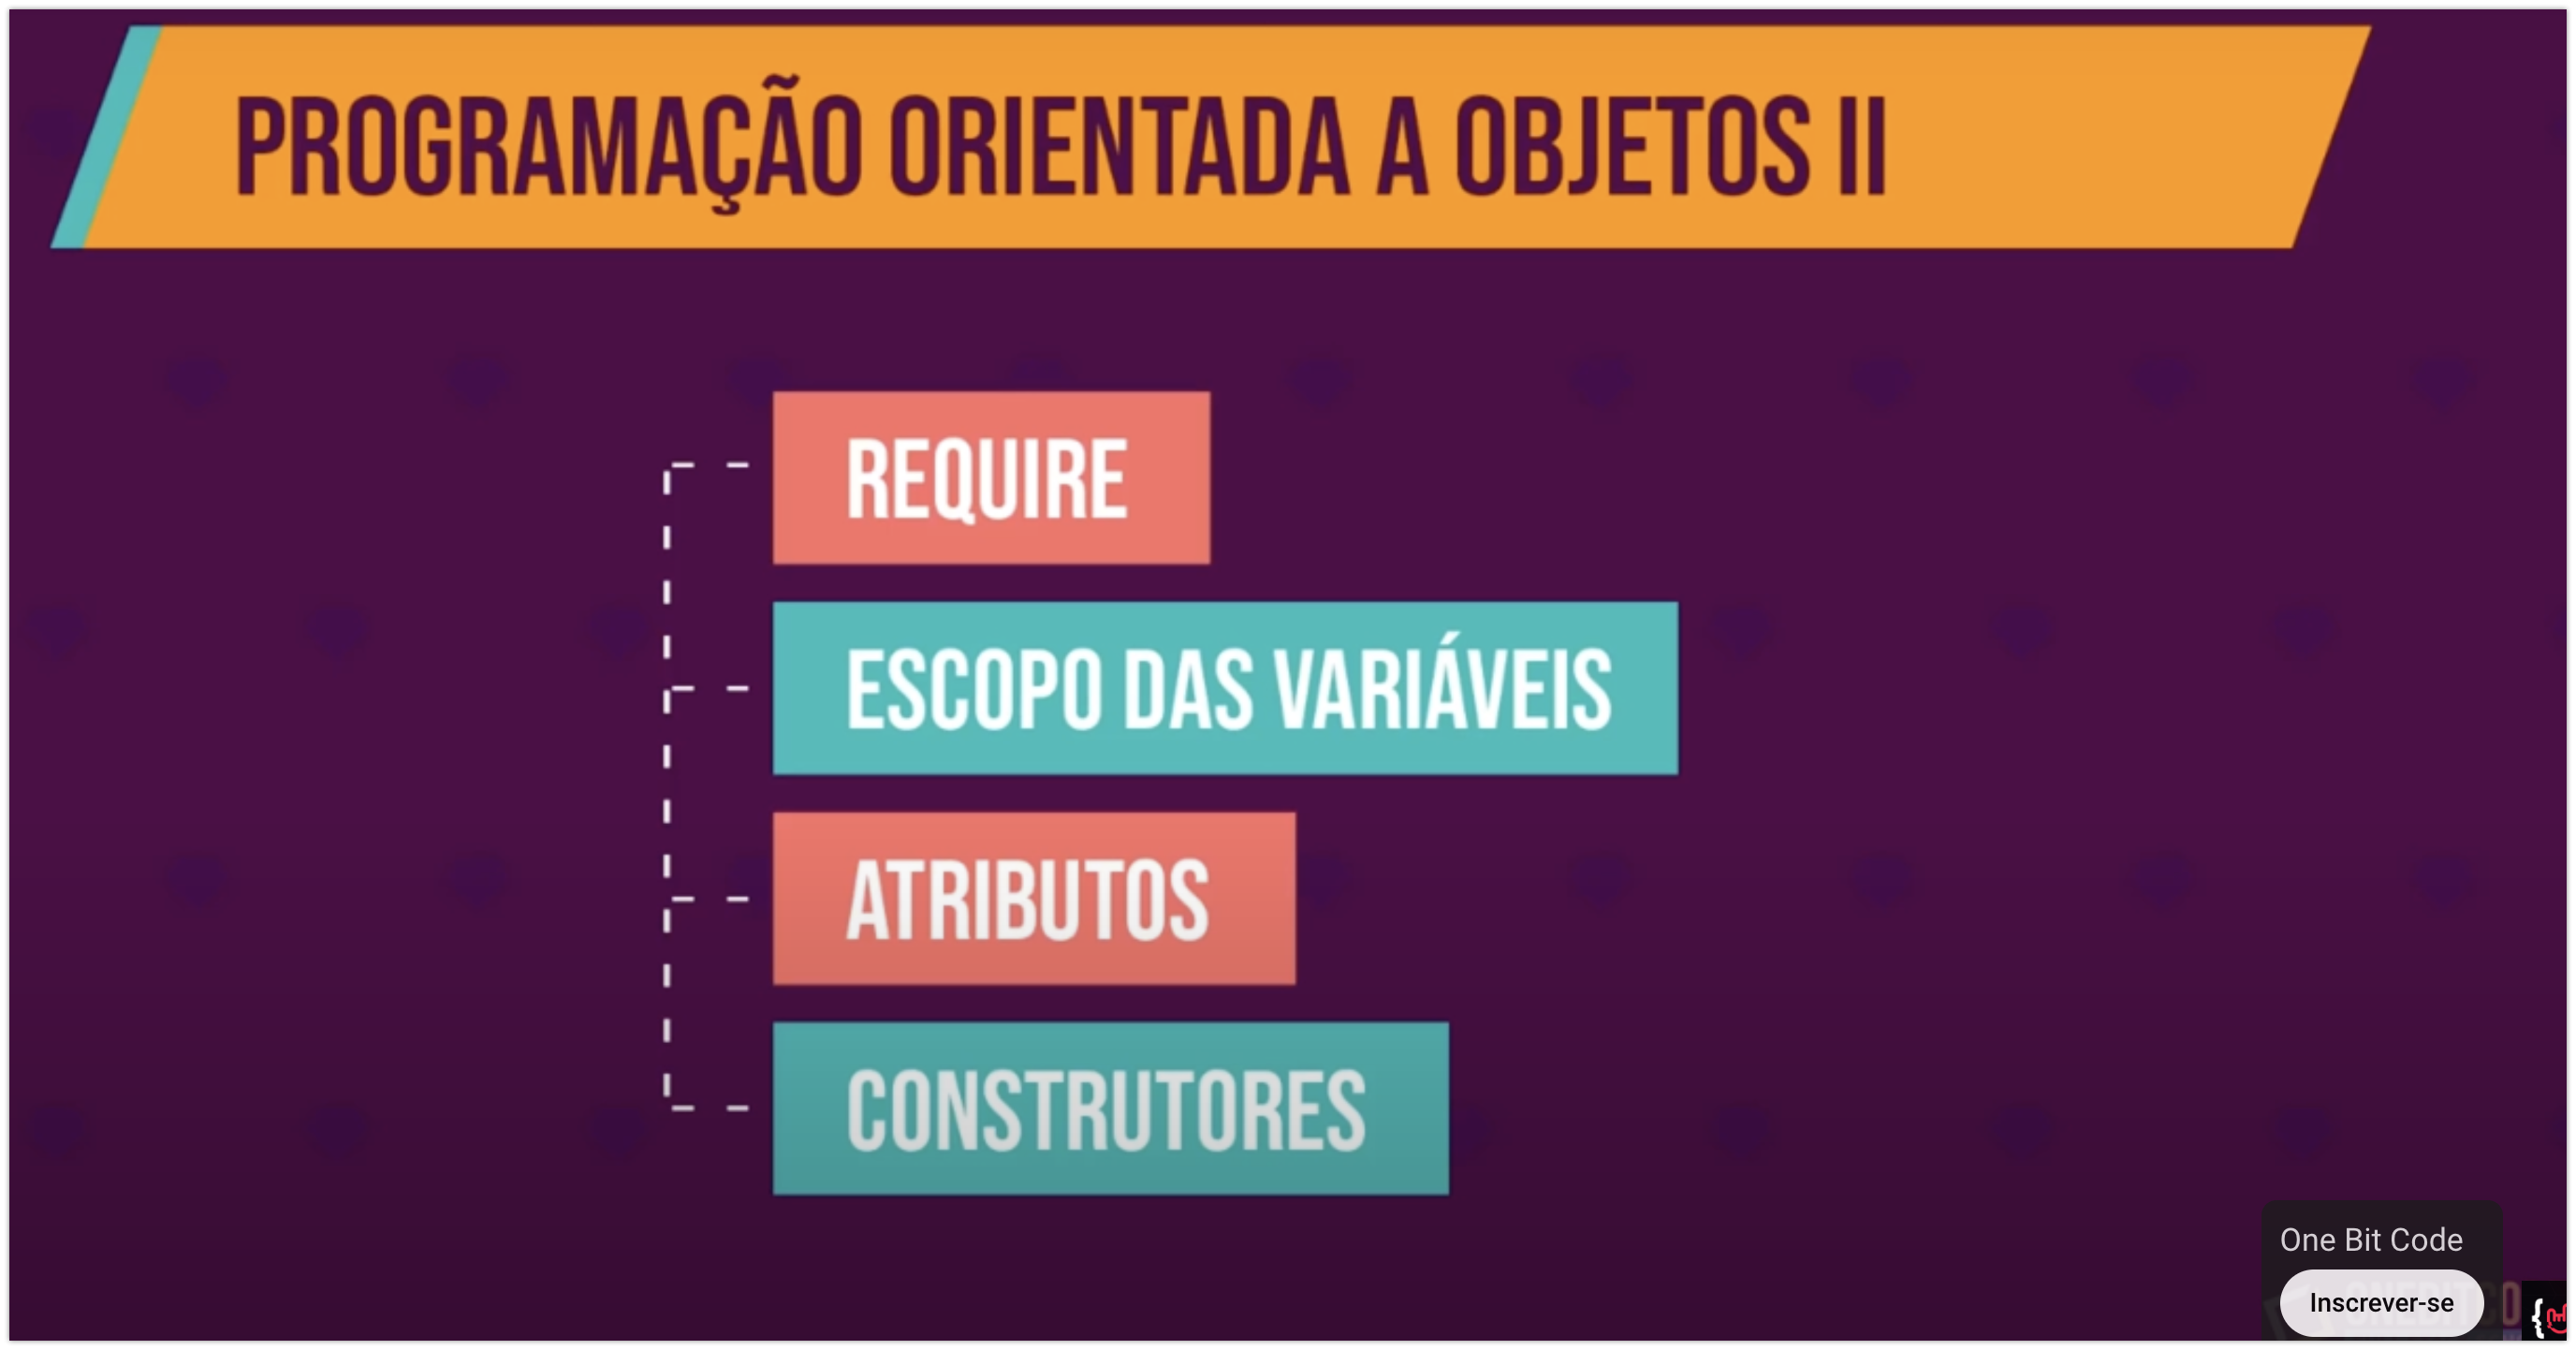 PROGRAMAÇÃO ORIENTADA A OBJETOS II
REQUIRE
ESCOPO DAS VARIÁVEIS
ATRIBUTOS
CONSTRUTORES
One Bit Code
Inscrever-se